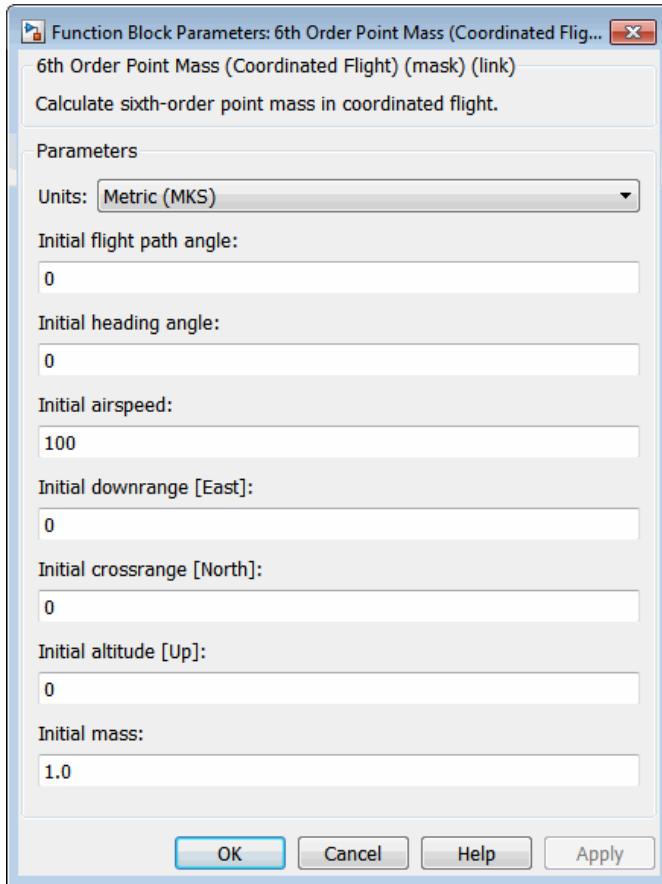 Function Block Parameters: 6th Order Point Mass (Coordinated Flig...
6th Order Point Mass (Coordinated Flight) (mask) (link)
Calculate sixth-order point mass in coordinated flight.
Parameters
Units: Metric (MKS)
Initial flight path angle:
0
Initial heading angle:
0
Initial airspeed:
100
Initial downrange [East]:
0
Initial crossrange [North]:
0
Initial altitude [Up]:
0
Initial mass:
1.0
OK Cancel Help Apply